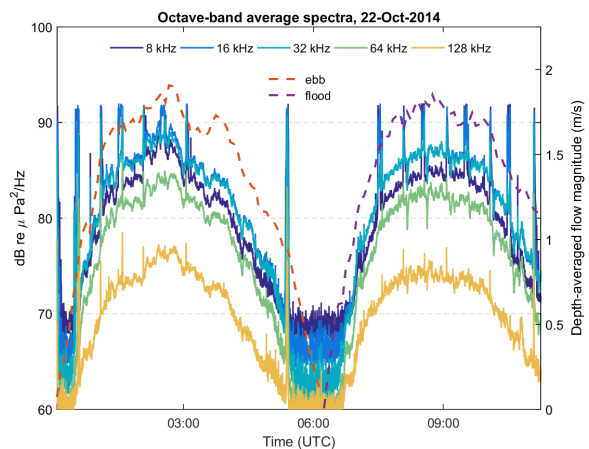 Octave-band average spectra, 22-Oct-2014
8 kHz 16 kHz 32 kHz 64 kHz 128 kHz
ebb
flood
100
90
80
70
60
dB re μ Pa²/Hz
2
1.5
1
0.5
0
Depth-averaged flow magnitude (m/s)
03:00 06:00 09:00
Time (UTC)